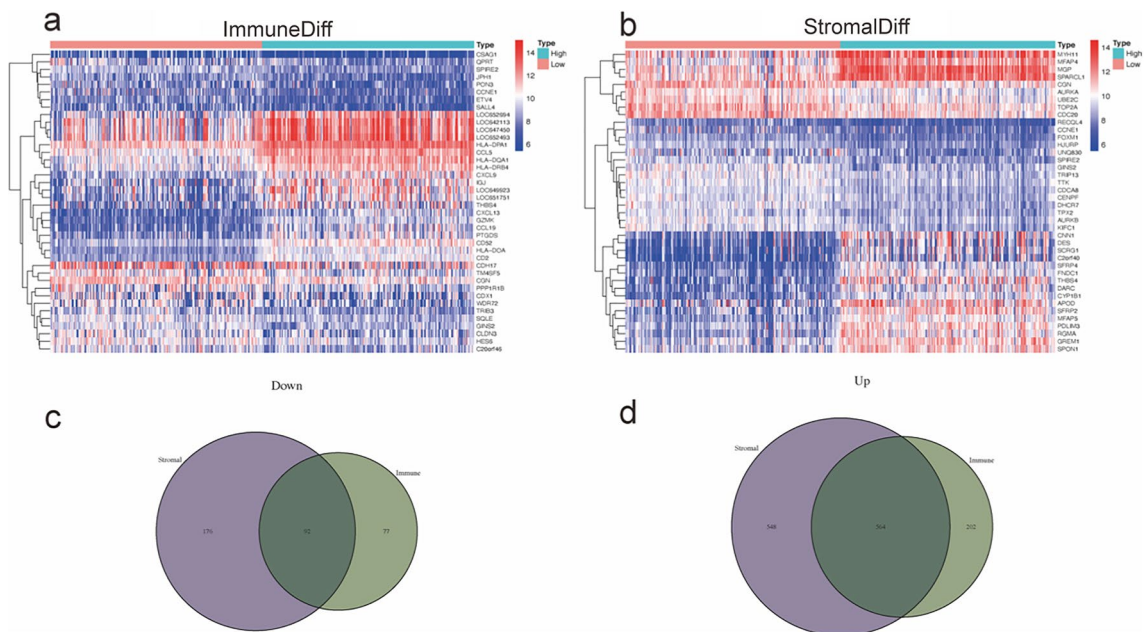 a
ImmuneDiff
Type
CSAG1
QPRT
SPIRE2
JPH1
PON3
CCNE1
ETV4
SALL4
LOC652694
LOC642113
LOC647450
LOC652493
HLA-DPA1
CCL5
HLA-DQA1
HLA-DRB4
CXCL9
IGJ
LOC649923
LOC651751
THBS4
CXCL13
GZMK
CCL19
PTGDS
CD52
HLA-DOA
CD2
CDH17
TM4SF5
CGN
PPP1R1B
CDX1
WDR72
TRIB3
SQLE
GINS2
CLDN3
HES6
14
12
10
8
6
Type
High
Low
b
StromalDiff
Type
MYH11
MFAP4
MGP
SPARCL1
CGN
AURKA
UBE2C
TOP2A
CDC20
RECQL4
CCNE1
FOXM1
HJURP
UNQ830
SPIRE2
GINS2
TRIP13
TTK
CDCA8
CENPF
DHCR7
TPX2
AURKB
KIFC1
CNN1
DES
SCRG1
C2orf40
SFRP4
FNDC1
THBS4
DARC
CYP1B1
APOD
SFRP2
MFAP5
PDLIM3
RGMA
GREM1
SPON1
14
12
10
8
6
Type
High
Low
Down
Up
c
Stromal
Immune
176
52
77
d
Stromal
Immune
548
364
202